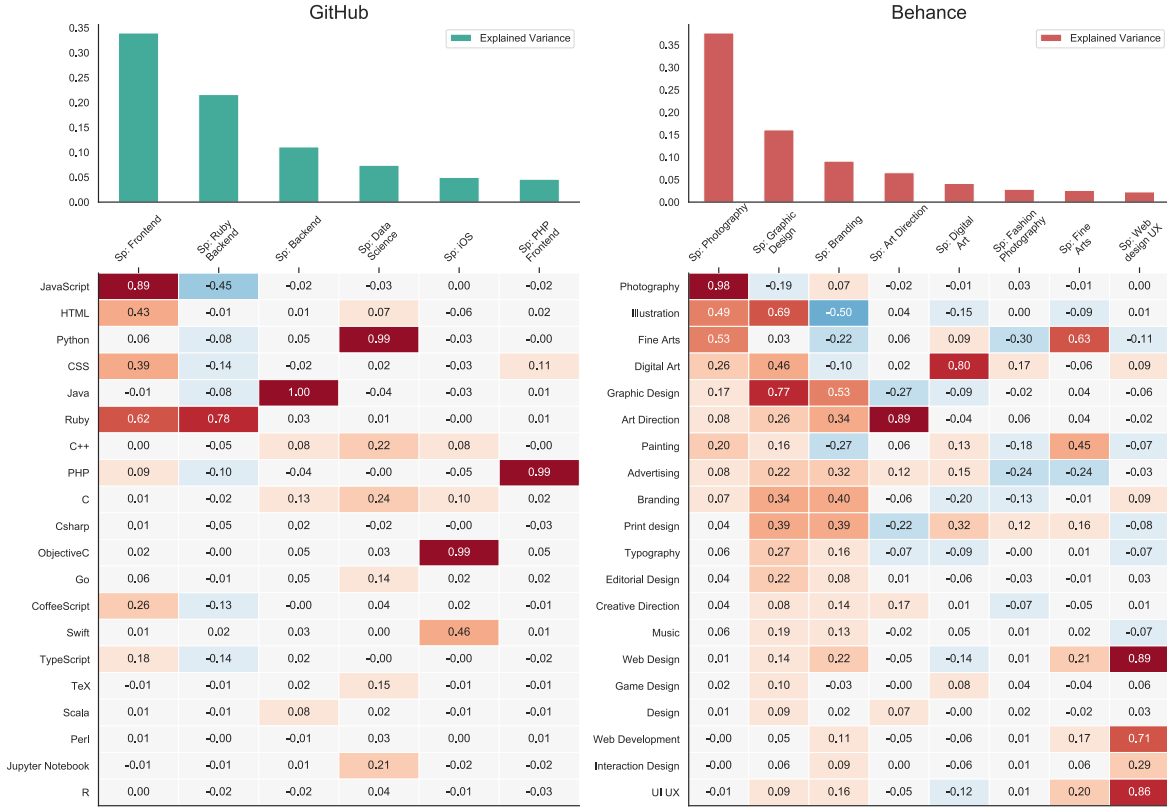 GitHub
0.35
0.30
0.25
0.20
0.15
0.10
0.05
0.00
Explained Variance
Sp: Frontend
Sp: Ruby
Backend
Sp: Backend
Sp: Data
Science
Sp: iOS
Sp: PHP
Frontend
JavaScript 0.89 -0.45 -0.02 -0.03 0.00 -0.02
HTML 0.43 -0.01 0.01 0.07 -0.06 0.02
Python 0.06 -0.08 0.05 0.99 -0.03 -0.00
CSS 0.39 -0.14 -0.02 0.02 -0.03 0.11
Java -0.01 -0.08 1.00 -0.04 -0.03 0.01
Ruby 0.62 0.78 0.03 0.01 -0.00 0.01
C++ 0.00 -0.05 0.08 0.22 0.08 -0.00
PHP 0.09 -0.10 -0.04 -0.00 -0.05 0.99
C 0.01 -0.02 0.13 0.24 0.10 0.02
Csharp 0.01 -0.05 0.02 -0.02 -0.00 -0.03
ObjectiveC 0.02 -0.00 0.05 0.03 0.99 0.05
Go 0.06 -0.01 0.05 0.14 0.02 0.02
CoffeeScript 0.26 -0.13 -0.00 0.04 0.02 -0.01
Swift 0.01 0.02 0.03 0.00 0.46 0.01
TypeScript 0.18 -0.14 0.02 -0.00 -0.00 -0.02
TeX -0.01 -0.01 0.02 0.15 -0.01 -0.01
Scala 0.01 -0.01 0.08 0.02 -0.01 -0.01
Perl 0.01 -0.00 -0.01 0.03 0.00 0.01
Jupyter Notebook -0.01 -0.01 0.01 0.21 -0.02 -0.02
R 0.00 -0.02 -0.02 0.04 -0.01 -0.03
Behance
0.35
0.30
0.25
0.20
0.15
0.10
0.05
0.00
Explained Variance
Sp: Photography
Sp: Graphic
Design
Sp: Branding
Sp: Art Direction
Sp: Digital
Art
Sp: Fashion
Photography
Sp: Fine
Arts
Sp: Web
design UX
Photography 0.98 -0.19 0.07 -0.02 -0.01 0.03 -0.01 0.00
Illustration 0.49 0.69 -0.50 0.04 -0.15 0.00 -0.09 0.01
Fine Arts 0.53 0.03 -0.22 0.06 0.09 -0.30 0.63 -0.11
Digital Art 0.26 0.46 -0.10 0.02 0.80 0.17 -0.06 0.09
Graphic Design 0.17 0.77 0.53 -0.27 -0.09 -0.02 0.04 -0.06
Art Direction 0.08 0.26 0.34 0.89 -0.04 0.06 0.04 -0.02
Painting 0.20 0.16 -0.27 0.06 0.13 -0.18 0.45 -0.07
Advertising 0.08 0.22 0.32 0.12 0.15 -0.24 -0.24 -0.03
Branding 0.07 0.34 0.40 -0.06 -0.20 -0.13 -0.01 0.09
Print design 0.04 0.39 0.39 -0.22 0.32 0.12 0.16 -0.08
Typography 0.06 0.27 0.16 -0.07 -0.09 -0.00 0.01 -0.07
Editorial Design 0.04 0.22 0.08 0.01 -0.06 -0.03 -0.01 0.03
Creative Direction 0.04 0.08 0.14 0.17 0.01 -0.07 -0.05 0.01
Music 0.06 0.19 0.13 -0.02 0.05 0.01 0.02 -0.07
Web Design 0.01 0.14 0.22 -0.05 -0.14 0.01 0.21 0.89
Game Design 0.02 0.10 -0.03 -0.00 0.08 0.04 -0.04 0.06
Design 0.01 0.09 0.02 0.07 -0.00 0.02 -0.02 0.03
Web Development -0.00 0.05 0.11 -0.05 -0.06 0.01 0.17 0.71
Interaction Design -0.00 0.06 0.09 -0.00 -0.06 0.01 0.06 0.29
UI UX -0.01 0.09 0.16 -0.05 -0.12 0.01 0.20 0.86